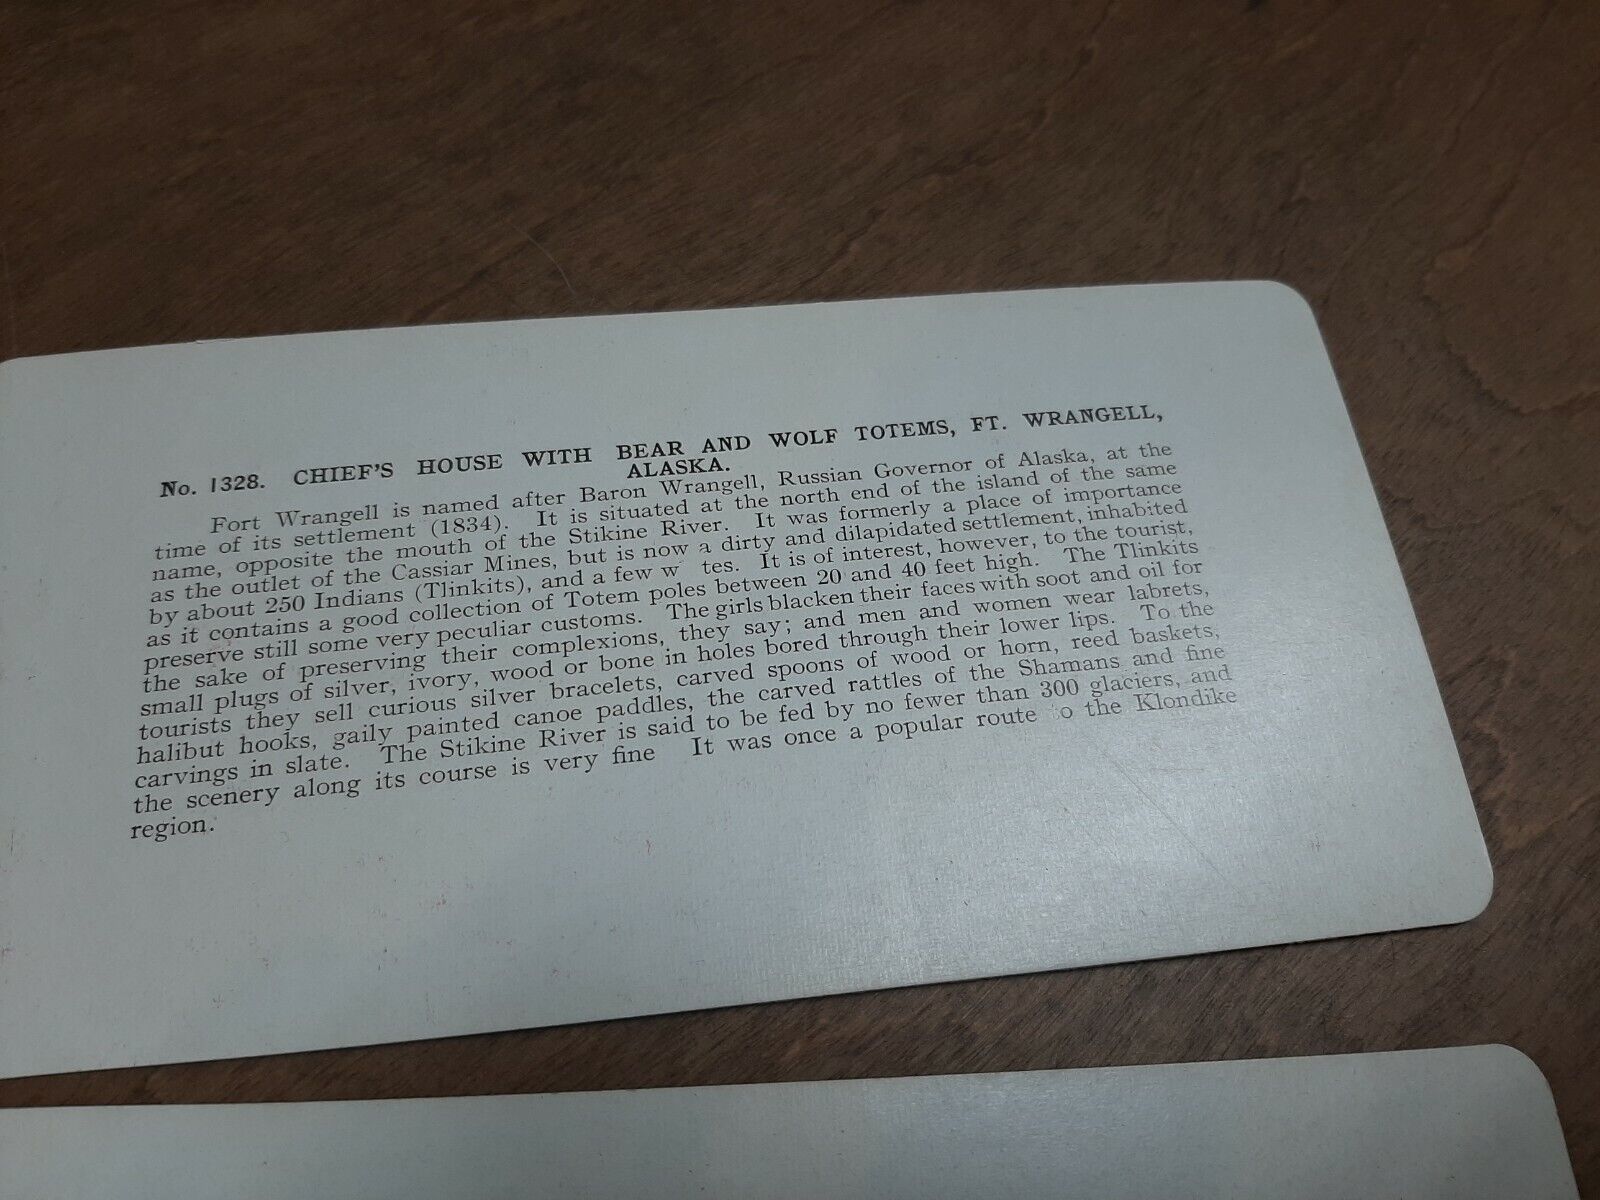 No. 1328. CHIEF'S HOUSE WITH BEAR AND WOLF TOTEMS, FT. WRANGELL,
ALASKA.
Fort Wrangell is named after Baron Wrangell, Russian Governor of Alaska, at the
time of its settlement (1834). It is situated at the north end of the island of the same
name, opposite the mouth of the Stikine River. It was formerly a place of importance
as the outlet of the Cassiar Mines, but is now a dirty and dilapidated settlement, inhabited
by about 250 Indians (Tlinkits), and a few w tes. It is of interest, however, to the tourist,
as it contains a good collection of Totem poles between 20 and 40 feet high. The Tlinkits
preserve still some very peculiar customs. The girls blacken their faces with soot and oil for
the sake of preserving their complexions, they say; and men and women wear labrets,
small plugs of silver, ivory, wood or bone in holes bored through their lower lips. To the
tourists they sell curious silver bracelets, carved spoons of wood or horn, reed baskets,
halibut hooks, gaily painted canoe paddles, the carved rattles of the Shamans and fine
carvings in slate. The Stikine River is said to be fed by no fewer than 300 glaciers, and
the scenery along its course is very fine It was once a popular route o the Klondike
region.